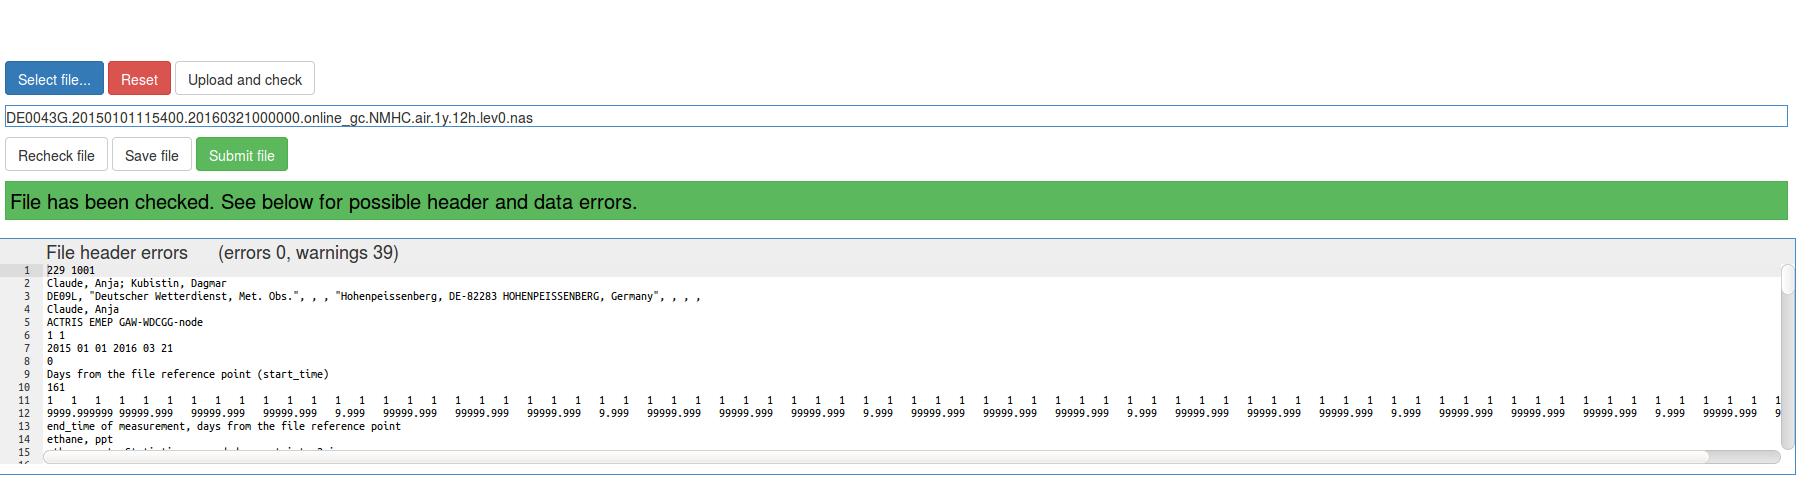 Select file... Reset Upload and check
DE0043G.20150101115400.20160321000000.online_gc.NMHC.air.1y.12h.lev0.nas
Recheck file Save file Submit file
File has been checked. See below for possible header and data errors.
File header errors (errors 0, warnings 39)
1 229 1001
2 Claude, Anja; Kubistin, Dagmar
3 DE09L, "Deutscher Wetterdienst, Met. Obs.", , , "Hohenpeissenberg, DE-82283 HOHENPEISSENBERG, Germany", , , ,
4 Claude, Anja
5 ACTRIS EMEP GAW-WDCGG-node
6 1 1
7 2015 01 01 2016 03 21
8 0
9 Days from the file reference point (start_time)
10 161
11 1 1 1 1 1 1 1 1 1 1 1 1 1 1 1 1 1 1 1 1 1 1 1 1 1 1 1 1 1 1 1 1 1 1 1 1 1 1 1 1 1 1 1 1 1 1 1 1 1 1 1 1 1 1 1 1 1 1 1 1 1 1 1 1 1 1 1 1 1 1 1 1 1
12 9999.999999 99999.999 99999.999 99999.999 9.999 99999.999 99999.999 99999.999 9.999 99999.999 99999.999 99999.999 9.999 99999.999 99999.999 99999.999 9.999 99999.999 99999.999 99999.999 9.999 99999.999 99999.999 99999.999 9.999 99999.999 9
13 end_time of measurement, days from the file reference point
14 ethane, ppt
15